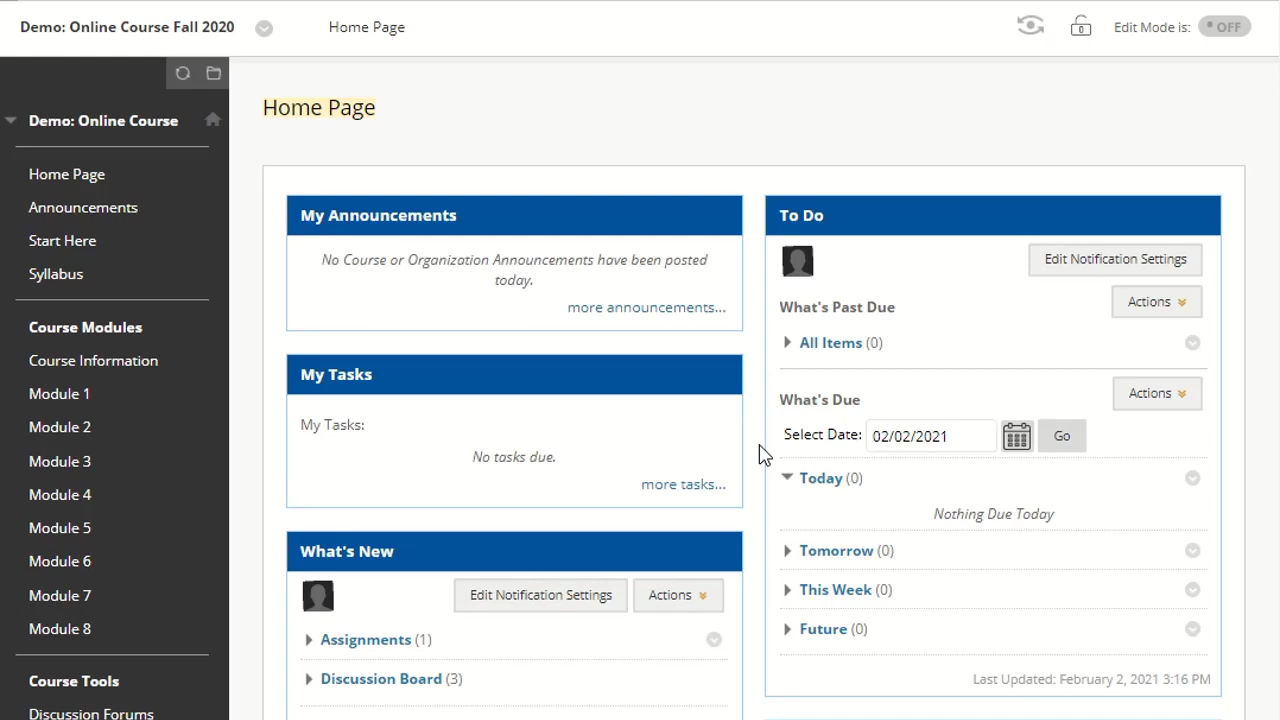 Demo: Online Course Fall 2020
Home Page
0
Edit Mode is:
OFF
Demo: Online Course
Home Page
Announcements
Start Here
Syllabus
Course Modules
Course Information
Module 1
Module 2
Module 3
Module 4
Module 5
Module 6
Module 7
Module 8
Course Tools
Discussion Forums
Home Page
My Announcements
No Course or Organization Announcements have been posted
today.
more announcements...
My Tasks
My Tasks:
No tasks due.
more tasks...
What's New
Edit Notification Settings
Actions
Assignments (1)
Discussion Board (3)
To Do
Edit Notification Settings
What's Past Due
Actions
All Items (0)
What's Due
Actions
Select Date: 02/02/2021
Go
Today (0)
Nothing Due Today
Tomorrow (0)
This Week (0)
Future (0)
Last Updated: February 2, 2021 3:16 PM